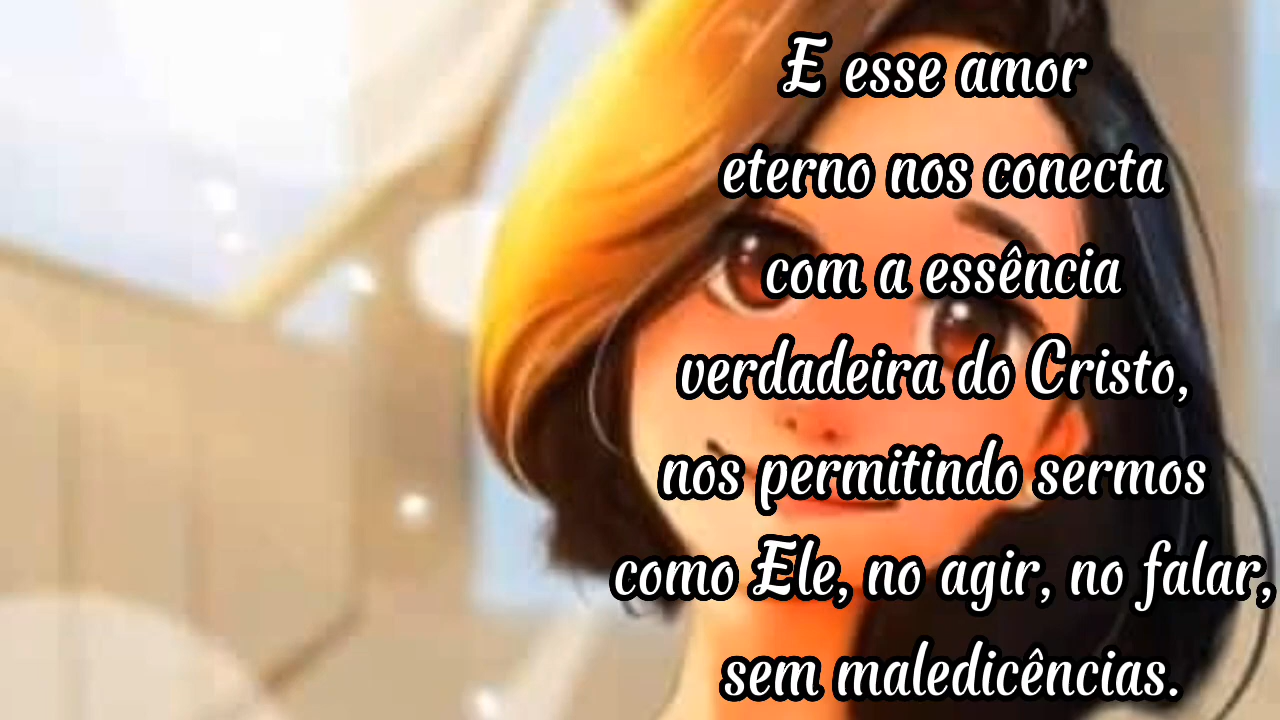 E esse amor
eterno nos conecta
com a essência
verdadeira do Cristo,
nos permitindo sermos
como Ele, no agir, no falar,
sem maledicências.